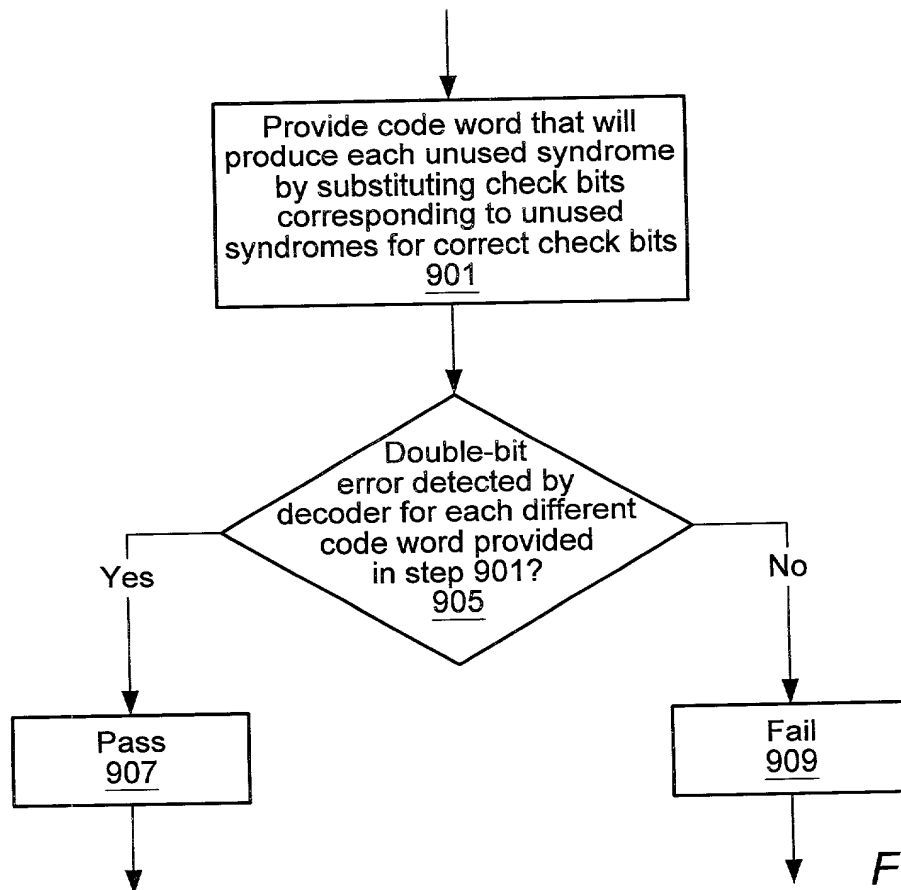 Provide code word that will
produce each unused syndrome
by substituting check bits
corresponding to unused
syndromes for correct check bits
901
Double-bit
error detected by
decoder for each different
code word provided
in step 901?
905
Yes
No
Pass
907
Fail
909
F